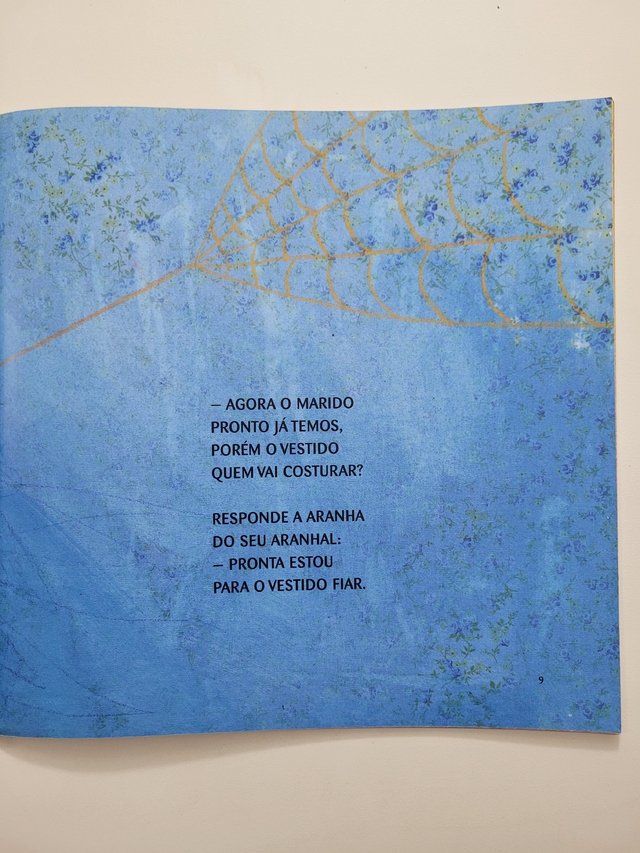 — AGORA O MARIDO
PRONTO JÁ TEMOS,
PORÉM O VESTIDO
QUEM VAI COSTURAR?
RESPONDE A ARANHA
DO SEU ARANHAL:
— PRONTA ESTOU
PARA O VESTIDO FIAR.
9